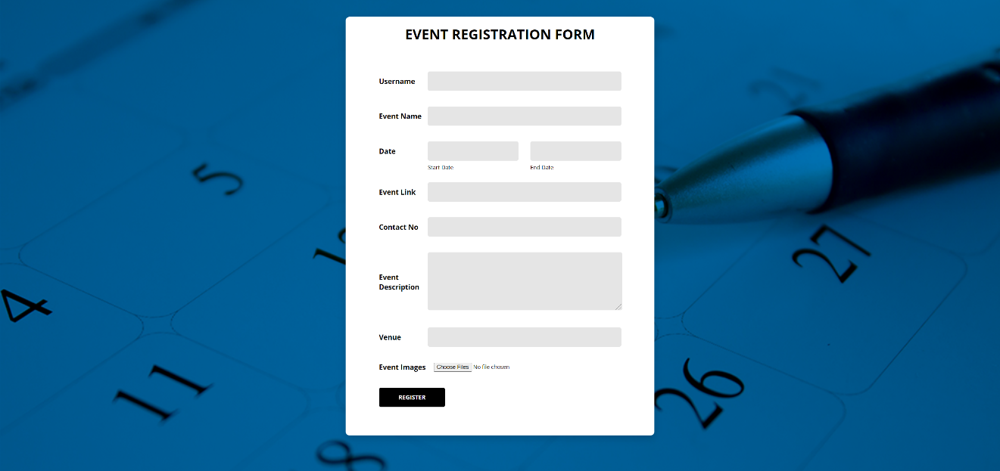 EVENT REGISTRATION FORM
Username
Event Name
Date
Start Date End Date
Event Link
Contact No
Event
Description
Venue
Event Images Choose Files No file chosen
REGISTER
5
4
11
8
27
26